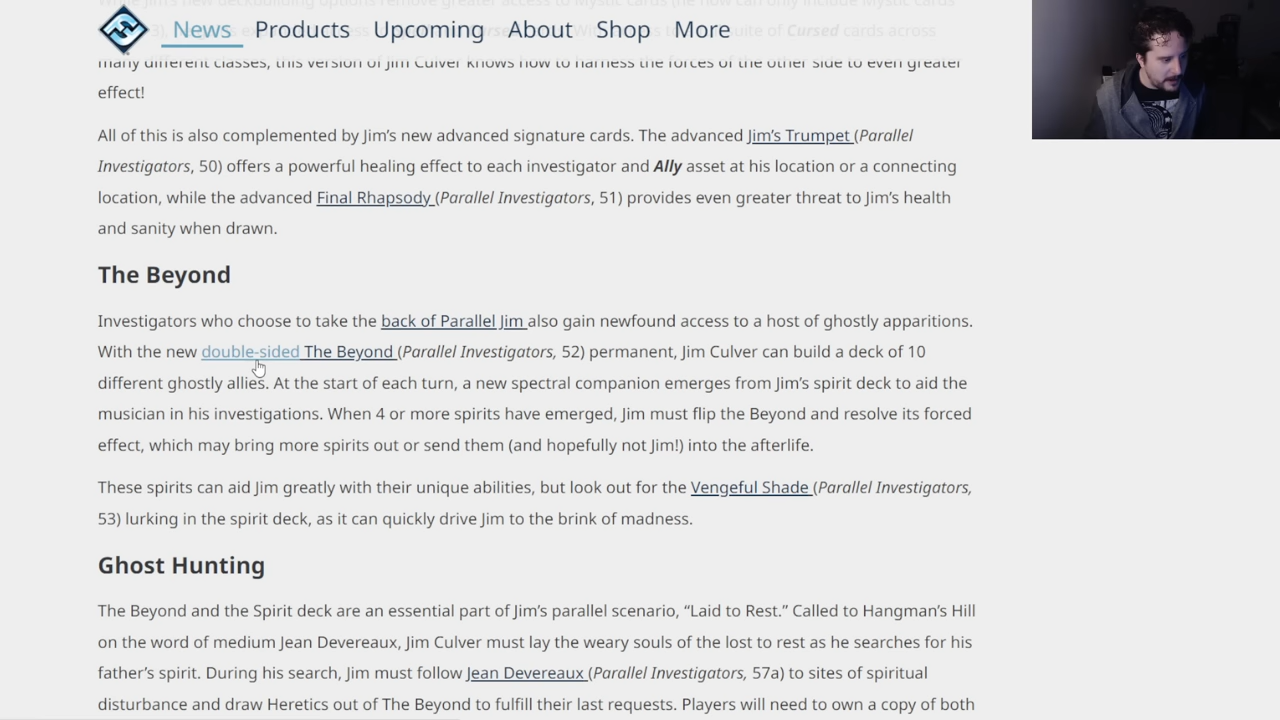 News Products Upcoming About Shop More
many different classes, this version of Jim Culver knows how to harness the forces of the other side to even greater
effect!
All of this is also complemented by Jim's new advanced signature cards. The advanced Jim's Trumpet (Parallel
Investigators, 50) offers a powerful healing effect to each investigator and Ally asset at his location or a connecting
location, while the advanced Final Rhapsody (Parallel Investigators, 51) provides even greater threat to Jim's health
and sanity when drawn.
The Beyond
Investigators who choose to take the back of Parallel Jim also gain newfound access to a host of ghostly apparitions.
With the new double-sided The Beyond (Parallel Investigators, 52) permanent, Jim Culver can build a deck of 10
different ghostly allies. At the start of each turn, a new spectral companion emerges from Jim's spirit deck to aid the
musician in his investigations. When 4 or more spirits have emerged, Jim must flip the Beyond and resolve its forced
effect, which may bring more spirits out or send them (and hopefully not Jim!) into the afterlife.
These spirits can aid Jim greatly with their unique abilities, but look out for the Vengeful Shade (Parallel Investigators,
53) lurking in the spirit deck, as it can quickly drive Jim to the brink of madness.
Ghost Hunting
The Beyond and the Spirit deck are an essential part of Jim's parallel scenario, “Laid to Rest.” Called to Hangman's Hill
on the word of medium Jean Devereaux, Jim Culver must lay the weary souls of the lost to rest as he searches for his
father's spirit. During his search, Jim must follow Jean Devereaux (Parallel Investigators, 57a) to sites of spiritual
disturbance and draw Heretics out of The Beyond to fulfill their last requests. Players will need to own a copy of both